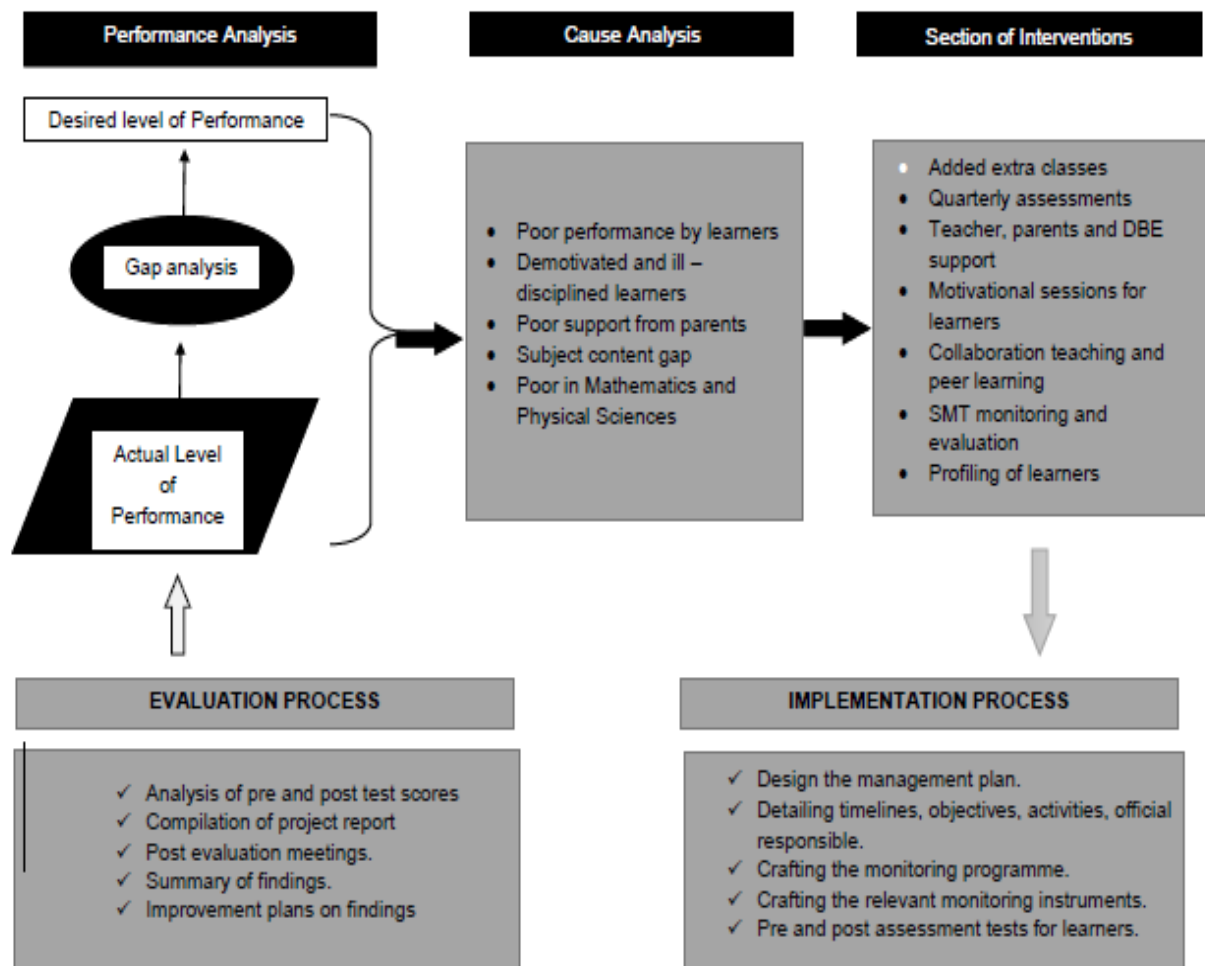 Performance Analysis
Cause Analysis
Section of Interventions
Desired level of Performance
Gap analysis
Actual Level
of
Performance
• Poor performance by learners
• Demotivated and ill –
disciplined learners
• Poor support from parents
• Subject content gap
• Poor in Mathematics and
Physical Sciences
• Added extra classes
• Quarterly assessments
• Teacher, parents and DBE
support
• Motivational sessions for
learners
• Collaboration teaching and
peer learning
• SMT monitoring and
evaluation
• Profiling of learners
EVALUATION PROCESS
✓ Analysis of pre and post test scores
✓ Compilation of project report
✓ Post evaluation meetings.
✓ Summary of findings.
✓ Improvement plans on findings
IMPLEMENTATION PROCESS
✓ Design the management plan.
✓ Detailing timelines, objectives, activities, official
responsible.
✓ Crafting the monitoring programme.
✓ Crafting the relevant monitoring instruments.
✓ Pre and post assessment tests for learners.